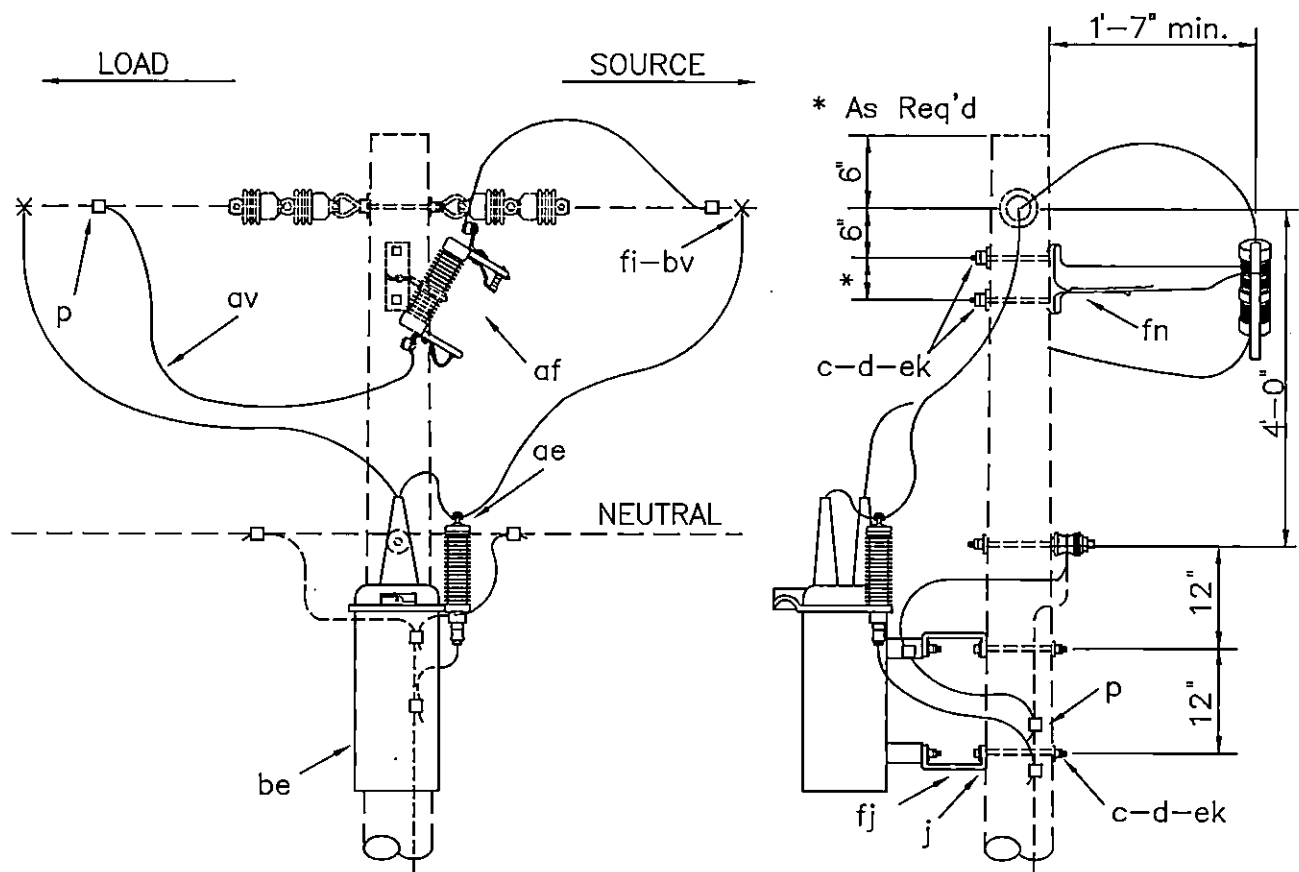 LOAD
SOURCE
1'-7" min.
* As Req'd
6"
6"
*
p
av
af
fi-bv
fn
c-d-ek
4'-0"
ae
NEUTRAL
12"
12"
p
be
fj
j
c-d-ek